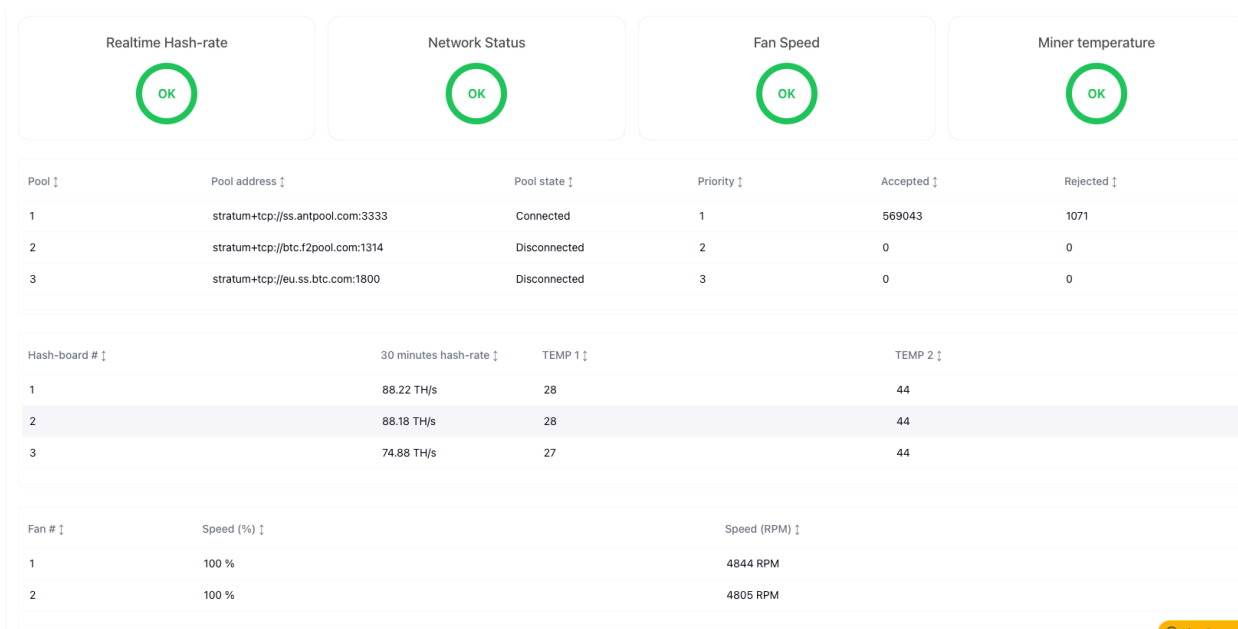 Realtime Hash-rate Network Status Fan Speed Miner temperature
OK OK OK OK
Pool Pool address Pool state Priority Accepted Rejected
1 stratum+tcp://ss.antpool.com:3333 Connected 1 569043 1071
2 stratum+tcp://btc.f2pool.com:1314 Disconnected 2 0 0
3 stratum+tcp://eu.ss.btc.com:1800 Disconnected 3 0 0
Hash-board # 30 minutes hash-rate TEMP 1 TEMP 2
1 88.22 TH/s 28 44
2 88.18 TH/s 28 44
3 74.88 TH/s 27 44
Fan # Speed (%) Speed (RPM)
1 100 % 4844 RPM
2 100 % 4805 RPM